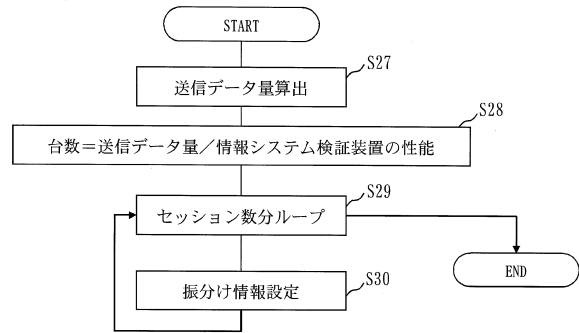 START
S27
送信データ量算出
S28
台数=送信データ量/情報システム検証装置の性能
S29
セッション数分ループ
END
S30
振分け情報設定